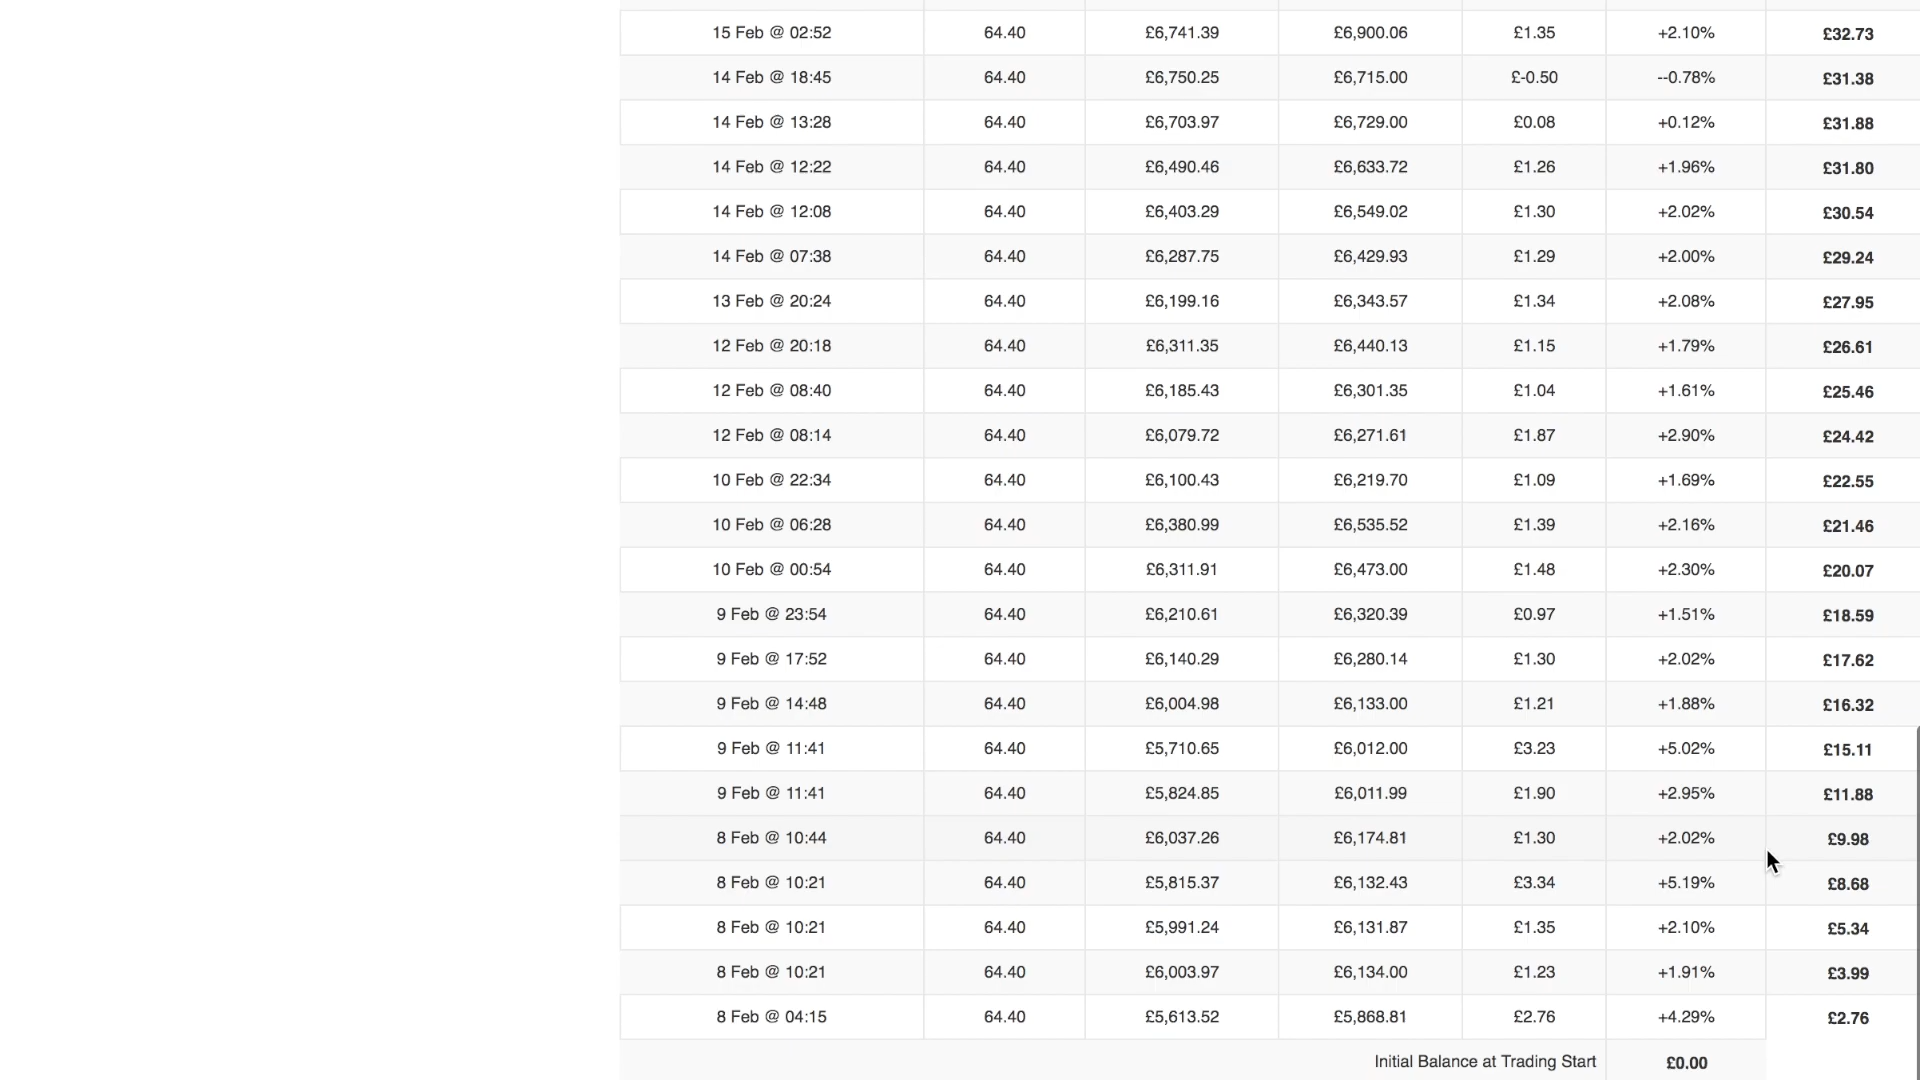 15 Feb @ 02:52 64.40 £6,741.39 £6,900.06 £1.35 +2.10% £32.73
14 Feb @ 18:45 64.40 £6,750.25 £6,715.00 £-0.50 --0.78% £31.38
14 Feb @ 13:28 64.40 £6,703.97 £6,729.00 £0.08 +0.12% £31.88
14 Feb @ 12:22 64.40 £6,490.46 £6,633.72 £1.26 +1.96% £31.80
14 Feb @ 12:08 64.40 £6,403.29 £6,549.02 £1.30 +2.02% £30.54
14 Feb @ 07:38 64.40 £6,287.75 £6,429.93 £1.29 +2.00% £29.24
13 Feb @ 20:24 64.40 £6,199.16 £6,343.57 £1.34 +2.08% £27.95
12 Feb @ 20:18 64.40 £6,311.35 £6,440.13 £1.15 +1.79% £26.61
12 Feb @ 08:40 64.40 £6,185.43 £6,301.35 £1.04 +1.61% £25.46
12 Feb @ 08:14 64.40 £6,079.72 £6,271.61 £1.87 +2.90% £24.42
10 Feb @ 22:34 64.40 £6,100.43 £6,219.70 £1.09 +1.69% £22.55
10 Feb @ 06:28 64.40 £6,380.99 £6,535.52 £1.39 +2.16% £21.46
10 Feb @ 00:54 64.40 £6,311.91 £6,473.00 £1.48 +2.30% £20.07
9 Feb @ 23:54 64.40 £6,210.61 £6,320.39 £0.97 +1.51% £18.59
9 Feb @ 17:52 64.40 £6,140.29 £6,280.14 £1.30 +2.02% £17.62
9 Feb @ 14:48 64.40 £6,004.98 £6,133.00 £1.21 +1.88% £16.32
9 Feb @ 11:41 64.40 £5,710.65 £6,012.00 £3.23 +5.02% £15.11
9 Feb @ 11:41 64.40 £5,824.85 £6,011.99 £1.90 +2.95% £11.88
8 Feb @ 10:44 64.40 £6,037.26 £6,174.81 £1.30 +2.02% £9.98
8 Feb @ 10:21 64.40 £5,815.37 £6,132.43 £3.34 +5.19% £8.68
8 Feb @ 10:21 64.40 £5,991.24 £6,131.87 £1.35 +2.10% £5.34
8 Feb @ 10:21 64.40 £6,003.97 £6,134.00 £1.23 +1.91% £3.99
8 Feb @ 04:15 64.40 £5,613.52 £5,868.81 £2.76 +4.29% £2.76
Initial Balance at Trading Start £0.00